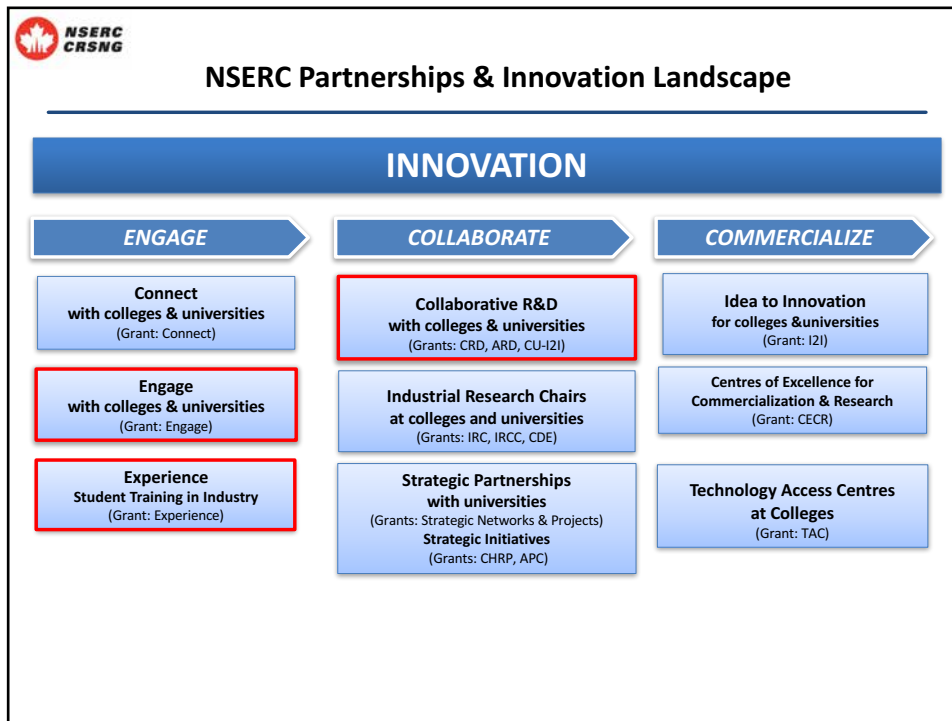 NSERC
CRSNG
NSERC Partnerships & Innovation Landscape
INNOVATION
ENGAGE
Connect
with colleges & universities
(Grant: Connect)
Engage
with colleges & universities
(Grant: Engage)
Experience
Student Training in Industry
(Grant: Experience)
COLLABORATE
Collaborative R&D
with colleges & universities
(Grants: CRD, ARD, CU-I2I)
Industrial Research Chairs
at colleges and universities
(Grants: IRC, IRCC, CDE)
Strategic Partnerships
with universities
(Grants: Strategic Networks & Projects)
Strategic Initiatives
(Grants: CHRP, APC)
COMMERCIALIZE
Idea to Innovation
for colleges &universities
(Grant: I2I)
Centres of Excellence for
Commercialization & Research
(Grant: CECR)
Technology Access Centres
at Colleges
(Grant: TAC)